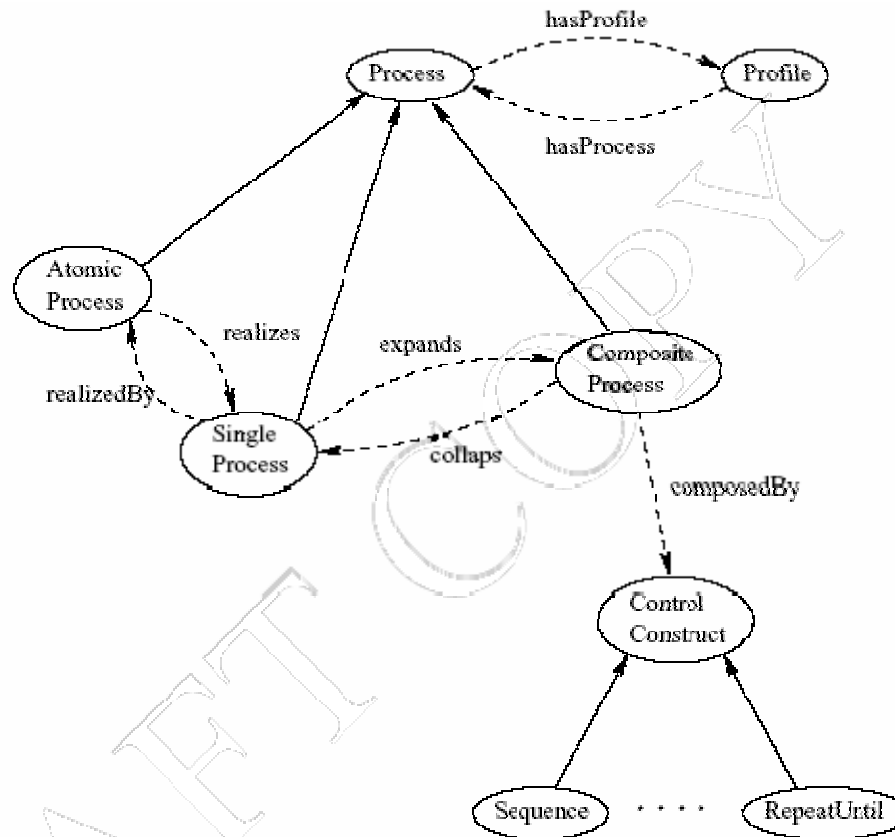 hasProfile
Process
Profile
hasProcess
Atomic
Process
realizes
expands
Composite
Process
realizedBy
Single
Process
collaps
composedBy
Control
Construct
Sequence
. . . .
RepeatUntil
AFT COPY